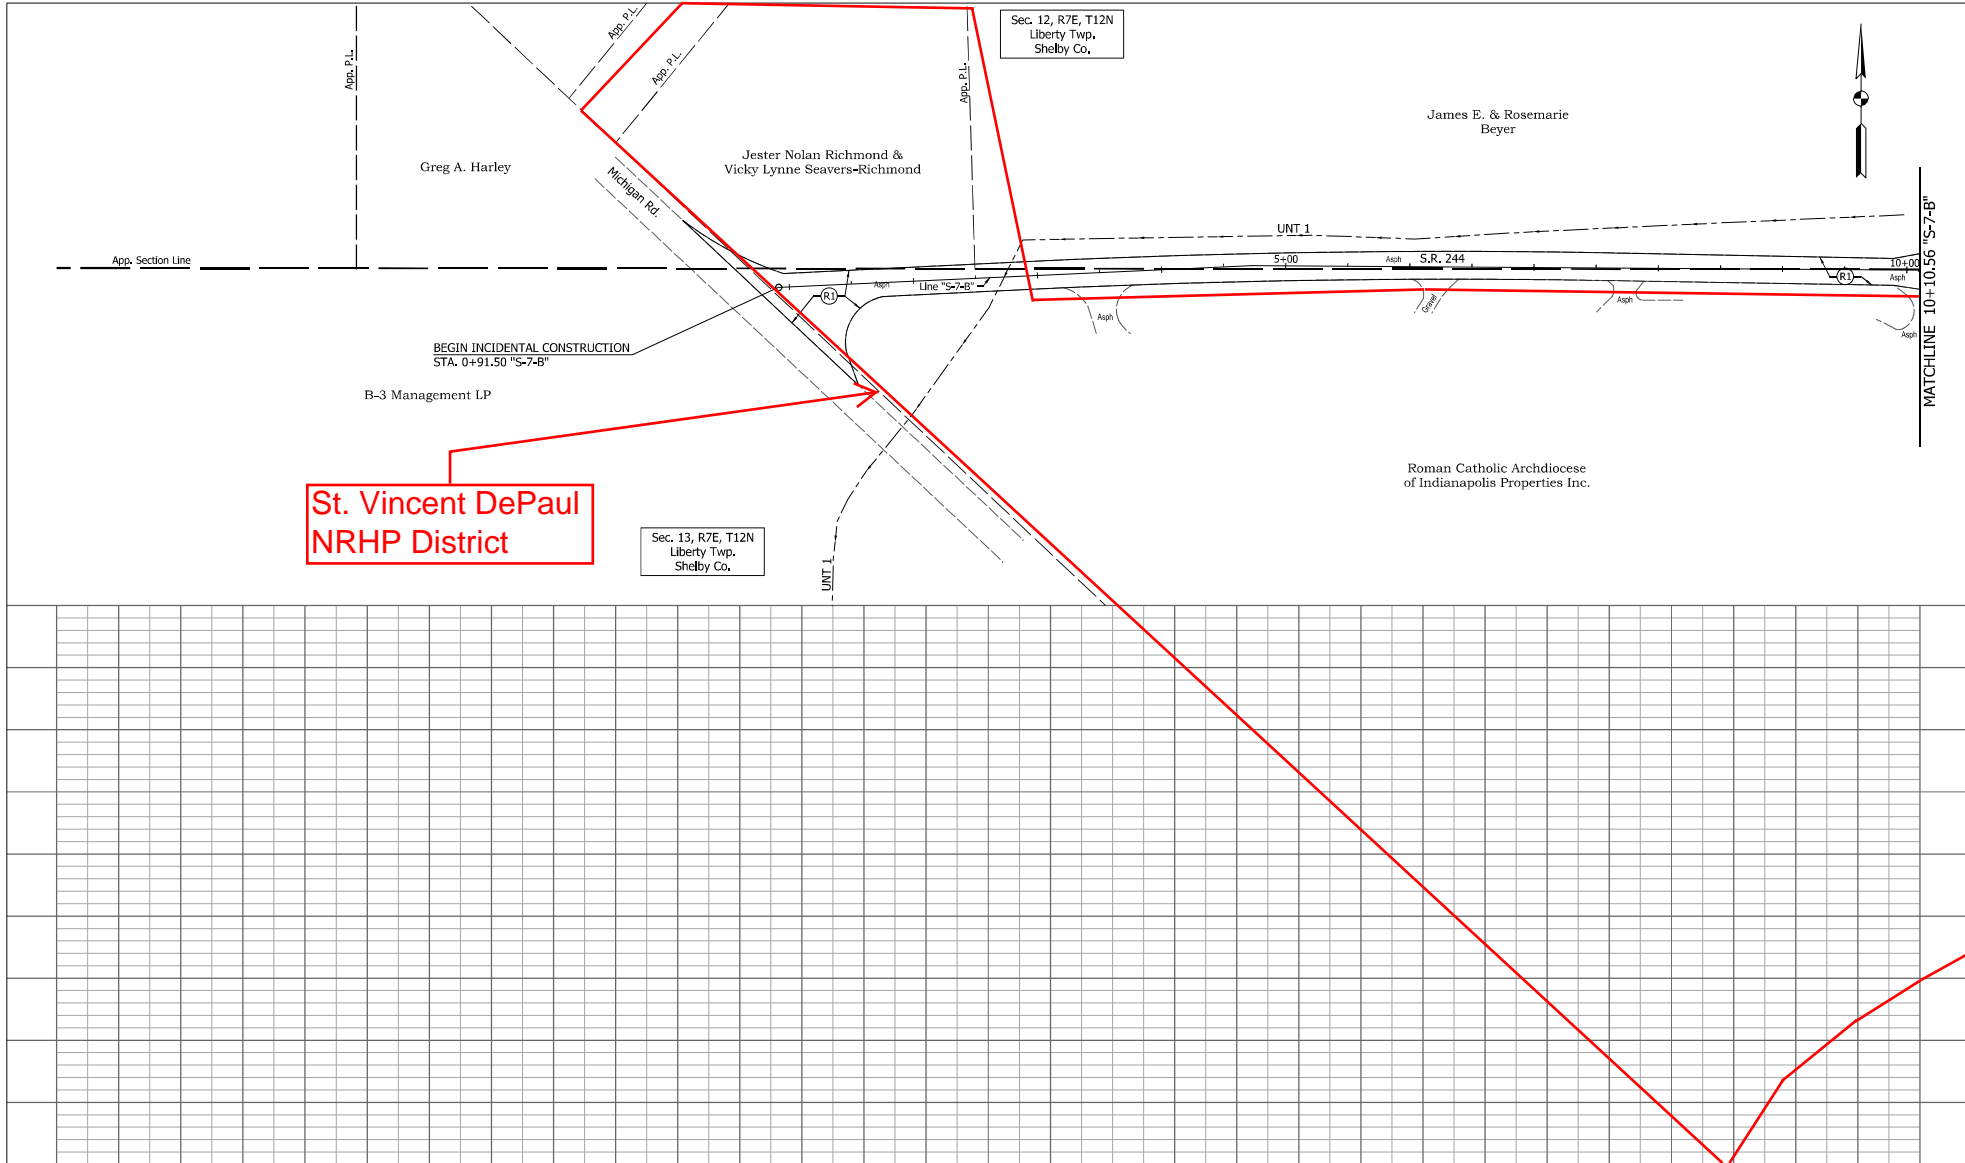 App. P.L.
App. P.L.
App. P.L.
App. P.L.
Sec. 12, R7E, T12N
Liberty Twp.
Shelby Co.
James E. & Rosemarie
Beyer
Greg A. Harley
Jester Nolan Richmond &
Vicky Lynne Seavers-Richmond
Michigan Rd.
UNT 1
App. Section Line
5+00
Asph
S.R. 244
10+00
Asph
R1
Asph
Line "S-7-B"
R1
Asph
Gravel
Asph
Asph
MATCHLINE 10+10.56 "S-7-B"
BEGIN INCIDENTAL CONSTRUCTION
STA. 0+91.50 "S-7-B"
B-3 Management LP
Roman Catholic Archdiocese
of Indianapolis Properties Inc.
St. Vincent DePaul
NRHP District
Sec. 13, R7E, T12N
Liberty Twp.
Shelby Co.
UNT 1